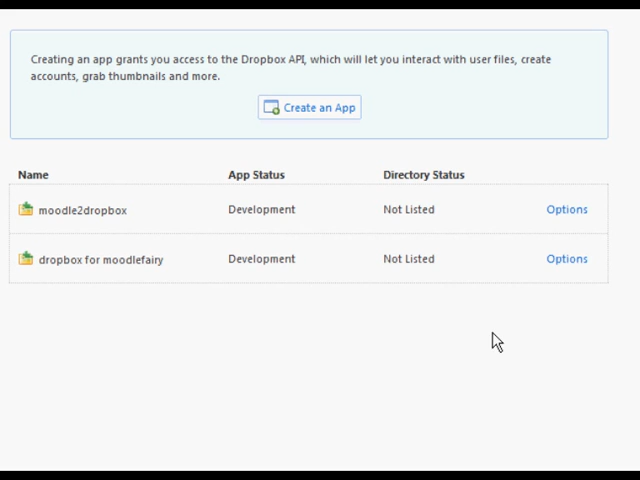 Creating an app grants you access to the Dropbox API, which will let you interact with user files, create
accounts, grab thumbnails and more.
Create an App
Name App Status Directory Status
moodle2dropbox Development Not Listed Options
dropbox for moodlefairy Development Not Listed Options